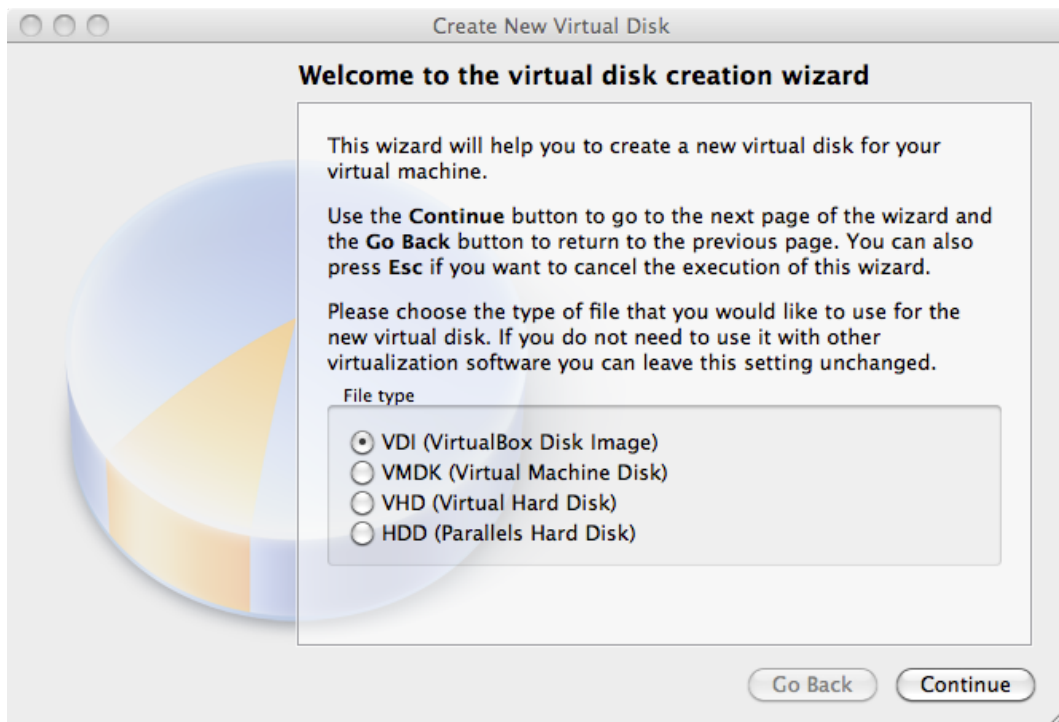 Create New Virtual Disk
Welcome to the virtual disk creation wizard
This wizard will help you to create a new virtual disk for your
virtual machine.
Use the Continue button to go to the next page of the wizard and
the Go Back button to return to the previous page. You can also
press Esc if you want to cancel the execution of this wizard.
Please choose the type of file that you would like to use for the
new virtual disk. If you do not need to use it with other
virtualization software you can leave this setting unchanged.
File type
VDI (VirtualBox Disk Image)
VMDK (Virtual Machine Disk)
VHD (Virtual Hard Disk)
HDD (Parallels Hard Disk)
Go Back Continue